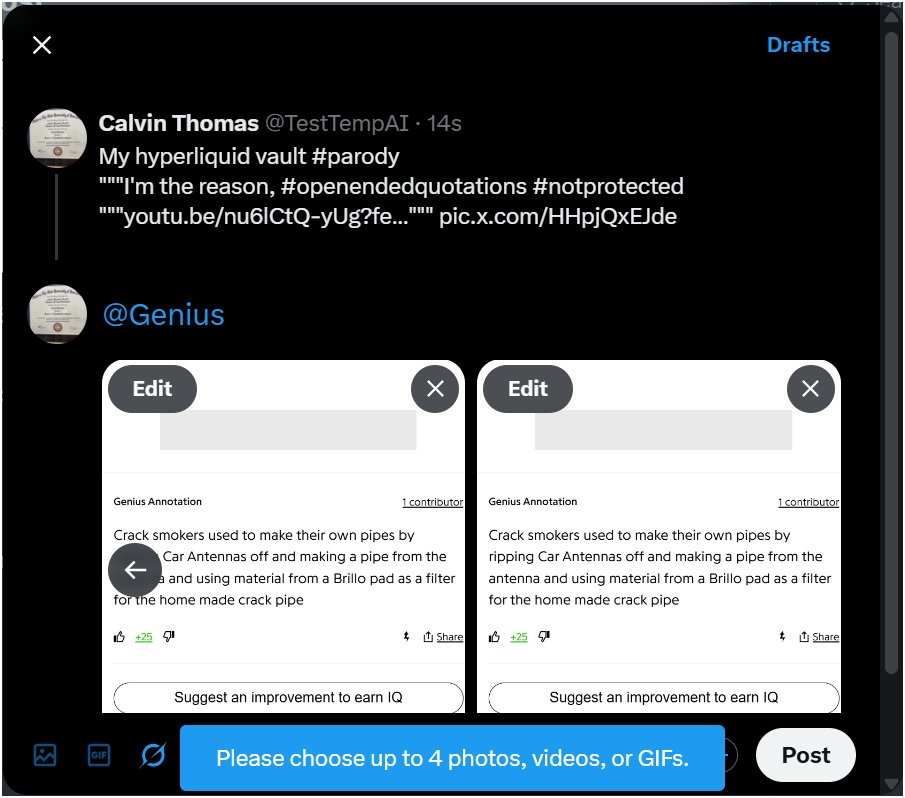 Drafts
Calvin Thomas @TestTempAI · 14s
My hyperliquid vault #parody
"""I'm the reason, #openendedquotations #notprotected
"""youtu.be/nu6lCtQ-yUg?fe...""" pic.x.com/HHpjQxEJde
@Genius
Edit
Genius Annotation
1 contributor
Crack smokers used to make their own pipes by
Car Antennas off and making a pipe from the
and using material from a Brillo pad as a filter
for the home made crack pipe
+25
Share
Suggest an improvement to earn IQ
Edit
Genius Annotation
1 contributor
Crack smokers used to make their own pipes by
ripping Car Antennas off and making a pipe from the
antenna and using material from a Brillo pad as a filter
for the home made crack pipe
+25
Share
Suggest an improvement to earn IQ
GIF
Please choose up to 4 photos, videos, or GIFs.
Post